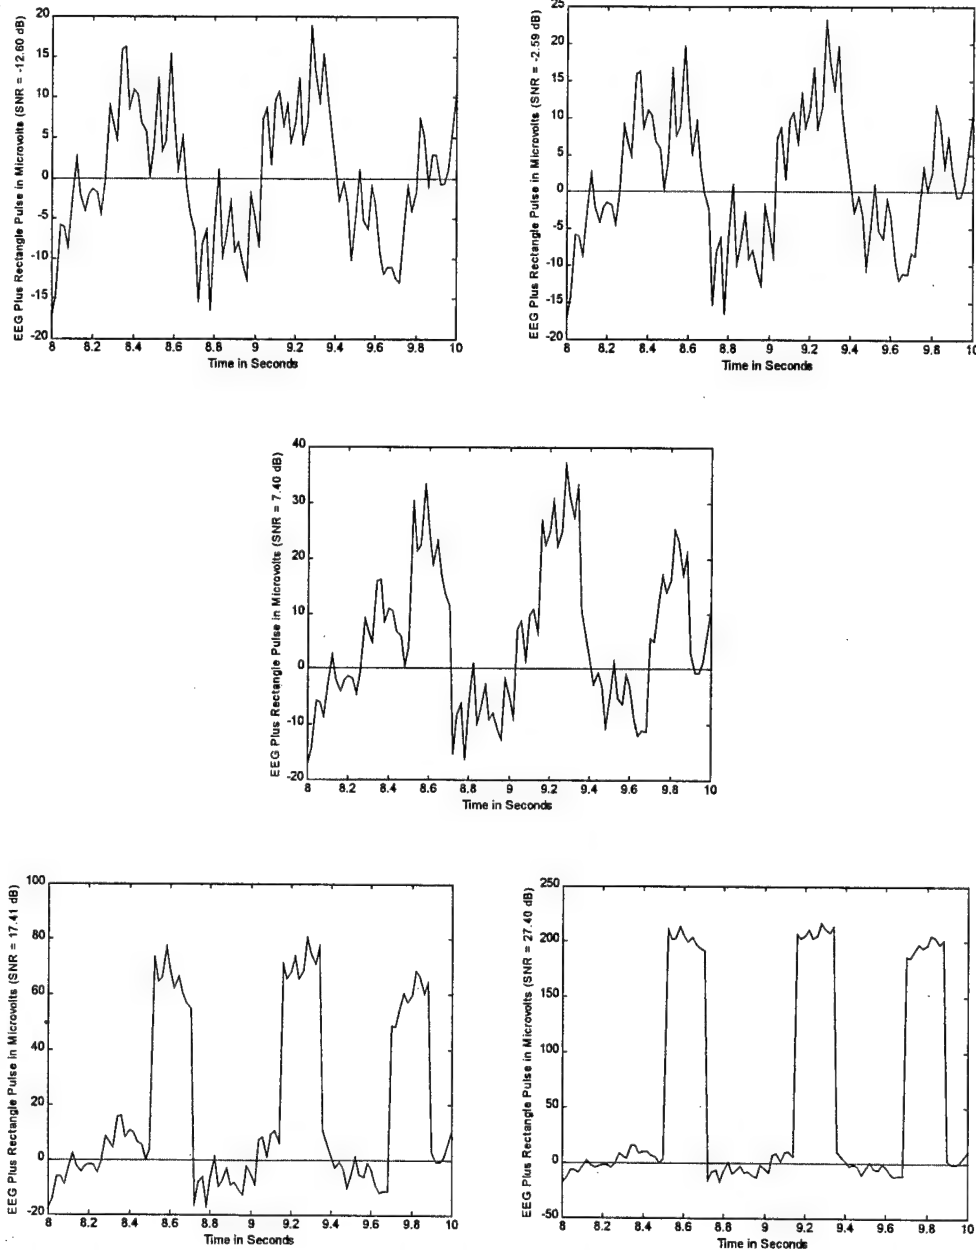 EEG Plus Rectangle Pulse in Microvolts (SNR = -12.60 dB)
20
15
10
5
0
-5
-10
-15
-20
8 8.2 8.4 8.6 8.8 9 9.2 9.4 9.6 9.8 10
Time in Seconds
EEG Plus Rectangle Pulse in Microvolts (SNR = -2.59 dB)
25
20
15
10
5
0
-5
-10
-15
-20
8 8.2 8.4 8.6 8.8 9 9.2 9.4 9.6 9.8 10
Time in Seconds
EEG Plus Rectangle Pulse in Microvolts (SNR = 7.40 dB)
40
30
20
10
0
-10
-20
8 8.2 8.4 8.6 8.8 9 9.2 9.4 9.6 9.8 10
Time in Seconds
EEG Plus Rectangle Pulse in Microvolts (SNR = 17.41 dB)
100
80
60
40
20
0
-20
8 8.2 8.4 8.6 8.8 9 9.2 9.4 9.6 9.8 10
Time in Seconds
EEG Plus Rectangle Pulse in Microvolts (SNR = 27.40 dB)
250
200
150
100
50
0
-50
8 8.2 8.4 8.6 8.8 9 9.2 9.4 9.6 9.8 10
Time in Seconds